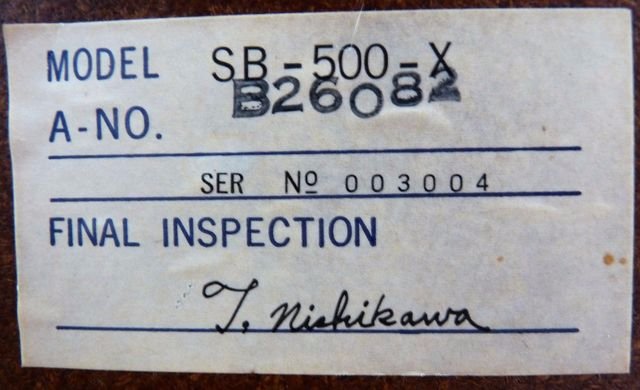 MODEL SB-500-X
B26082
A-NO.
SER Nº 003004
FINAL INSPECTION
T. Nishikawa